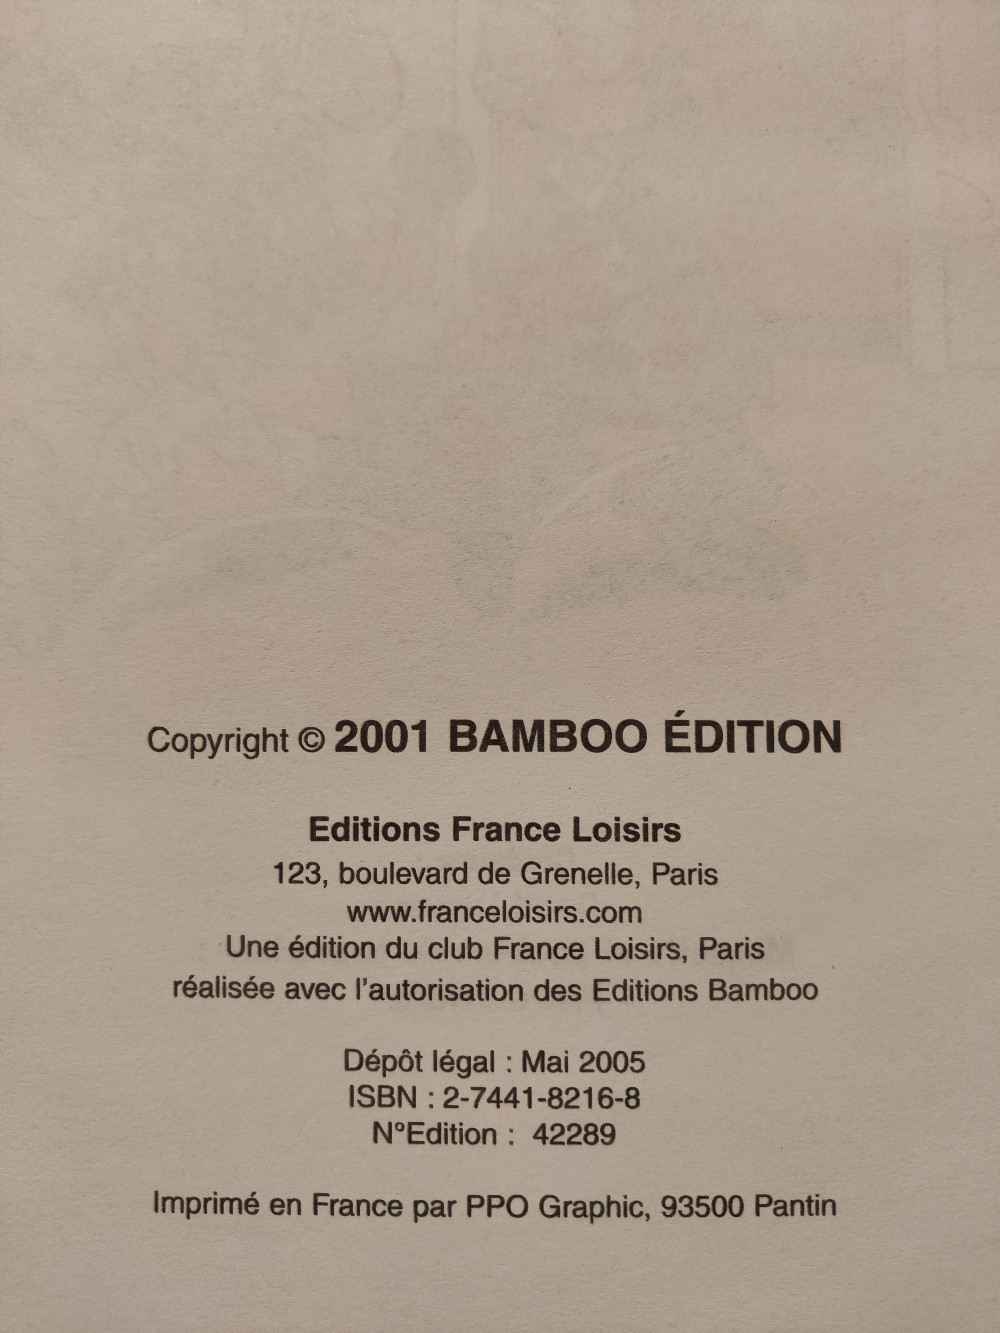 Copyright © 2001 BAMBOO ÉDITION
Editions France Loisirs
123, boulevard de Grenelle, Paris
www.franceloisirs.com
Une édition du club France Loisirs, Paris
réalisée avec l'autorisation des Editions Bamboo
Dépôt légal : Mai 2005
ISBN : 2-7441-8216-8
N°Edition : 42289
Imprimé en France par PPO Graphic, 93500 Pantin